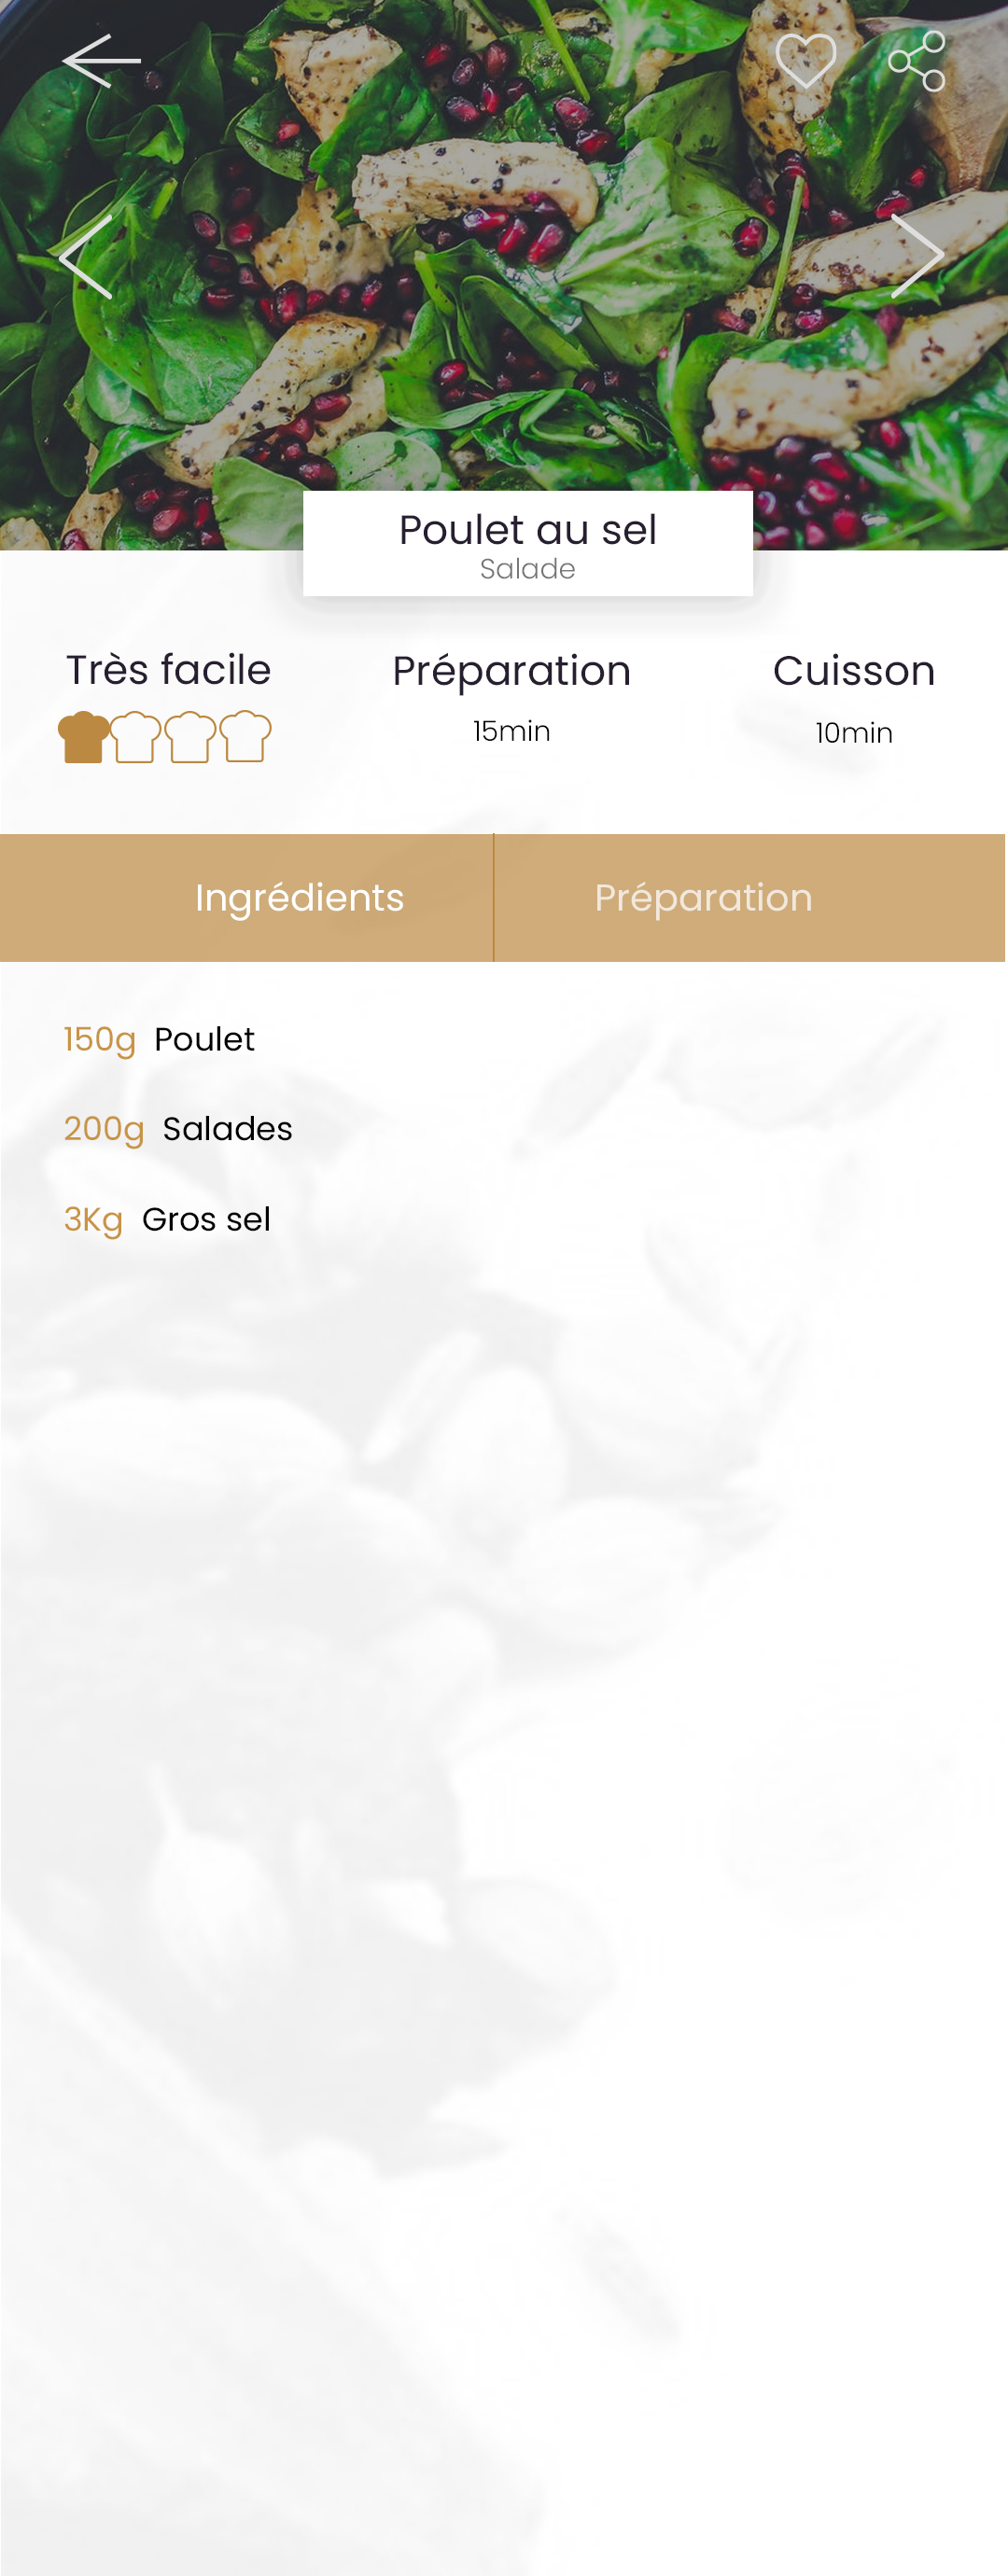 Poulet au sel
Salade
Très facile
Préparation
Cuisson
15min
10min
Ingrédients
Préparation
150g Poulet
200g Salades
3Kg Gros sel